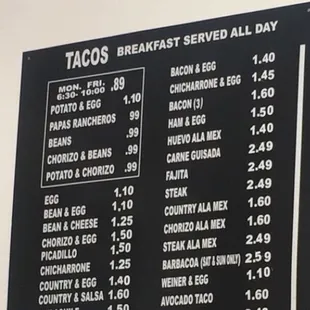 TACOS BREAKFAST SERVED ALL DAY
MON. FRI. .89
6:30-10:00
POTATO & EGG 1.10
PAPAS RANCHEROS 99
BEANS .99
CHORIZO & BEANS .99
POTATO & CHORIZO .99
EGG 1.10
BEAN & EGG 1.10
BEAN & CHEESE 1.25
CHORIZO & EGG 1.50
PICADILLO 1.50
CHICHARRONE 1.25
COUNTRY & EGG 1.40
COUNTRY & SALSA 1.60
BACON & EGG 1.40
CHICHARRONE & EGG 1.45
BACON (3) 1.60
HAM & EGG 1.50
HUEVO ALA MEX 1.40
CARNE GUISADA 2.49
FAJITA 2.49
STEAK 2.49
COUNTRY ALA MEX 1.60
CHORIZO ALA MEX 1.60
STEAK ALA MEX 2.49
BARBACOA (SAT & SUN ONLY) 2.59
WEINER & EGG 1.10
AVOCADO TACO 1.60